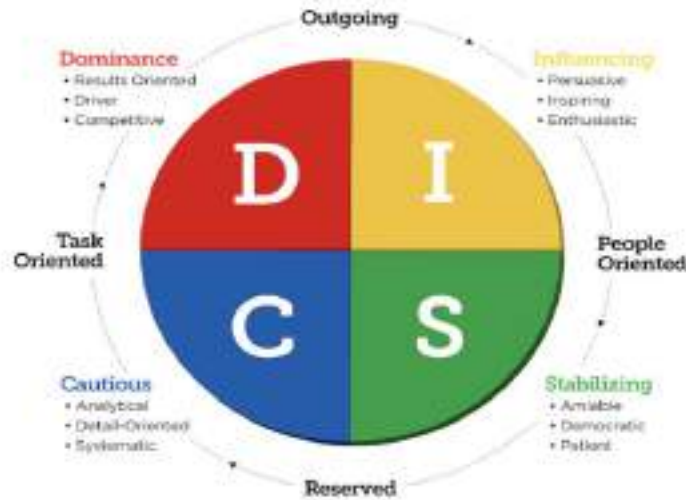 Outgoing
Dominance
• Results Oriented
• Driver
• Competitive
Influencing
• Persuasive
• Inspiring
• Enthusiastic
D
I
Task
Oriented
People
Oriented
C
S
Cautious
• Analytical
• Detail-Oriented
• Systematic
Stabilizing
• Amiable
• Democratic
• Patient
Reserved